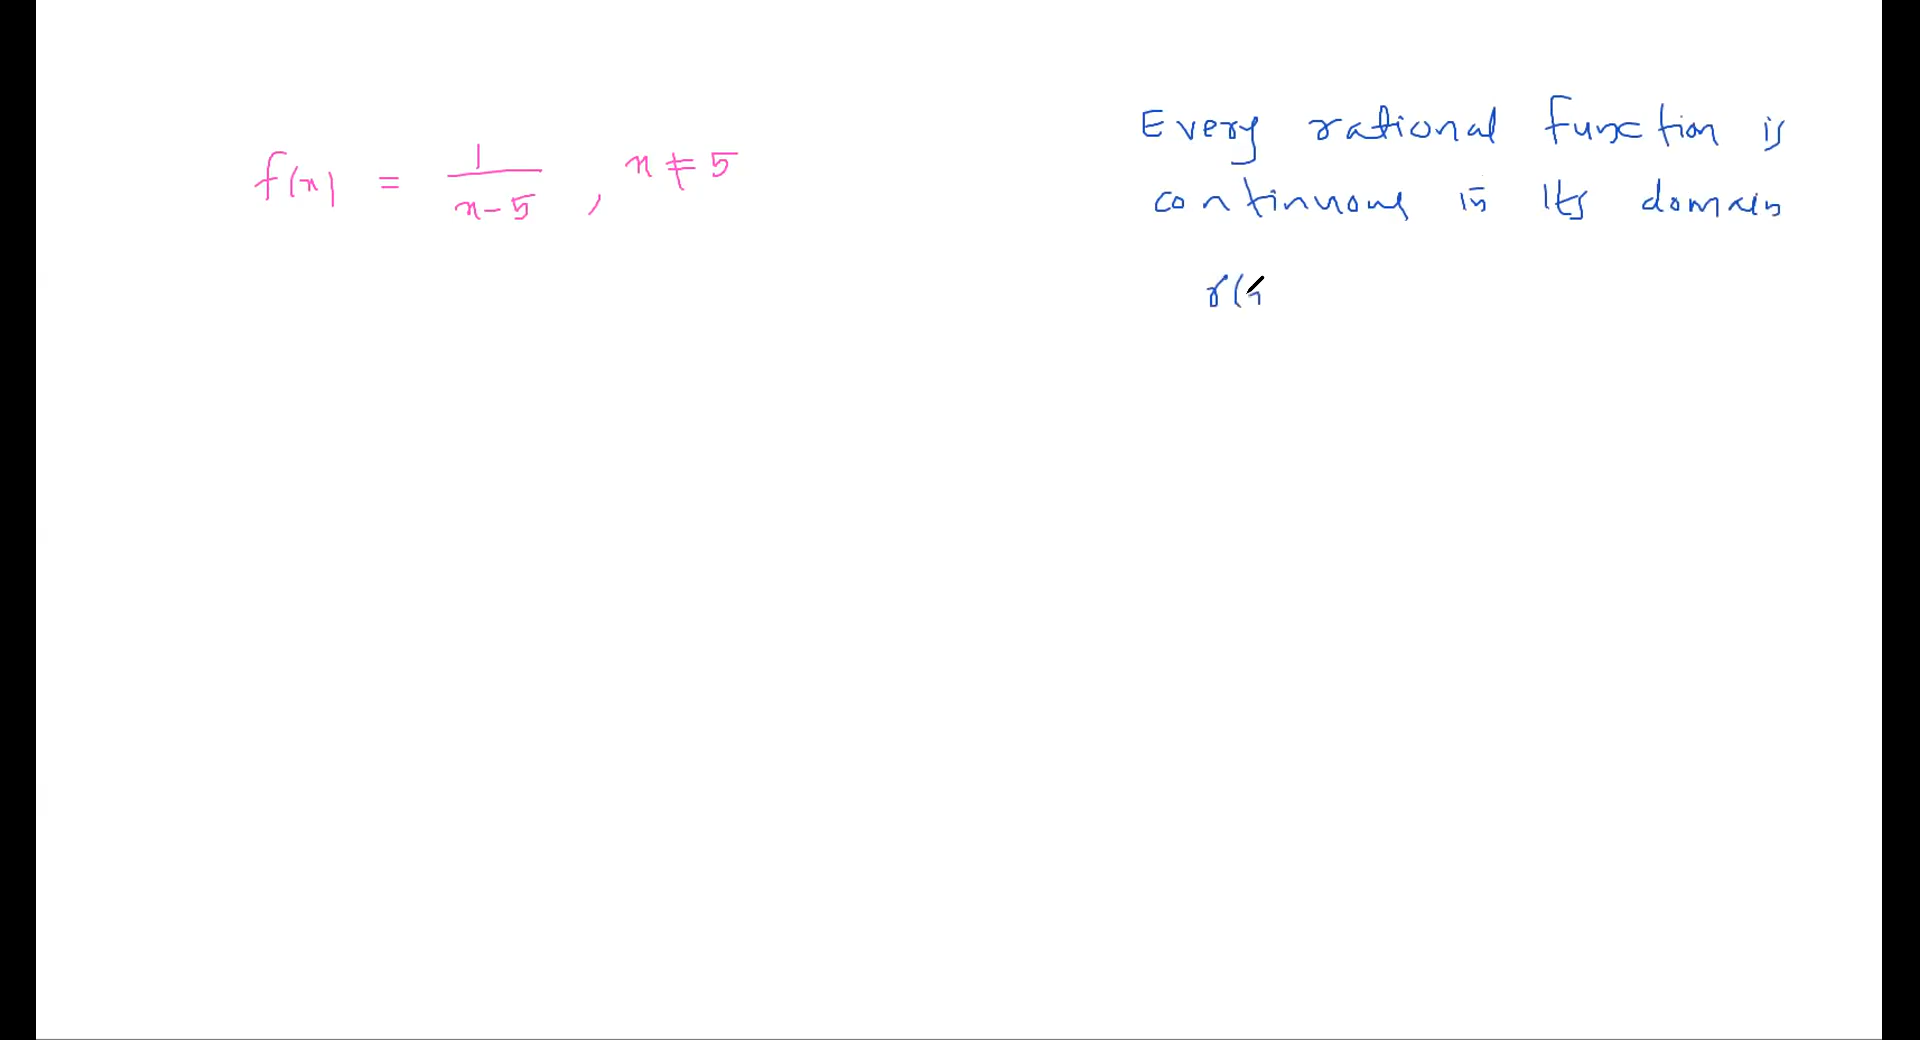 f(x) = 1/(x-5) , x ≠ 5
Every rational function is
continuous in its domain
r(